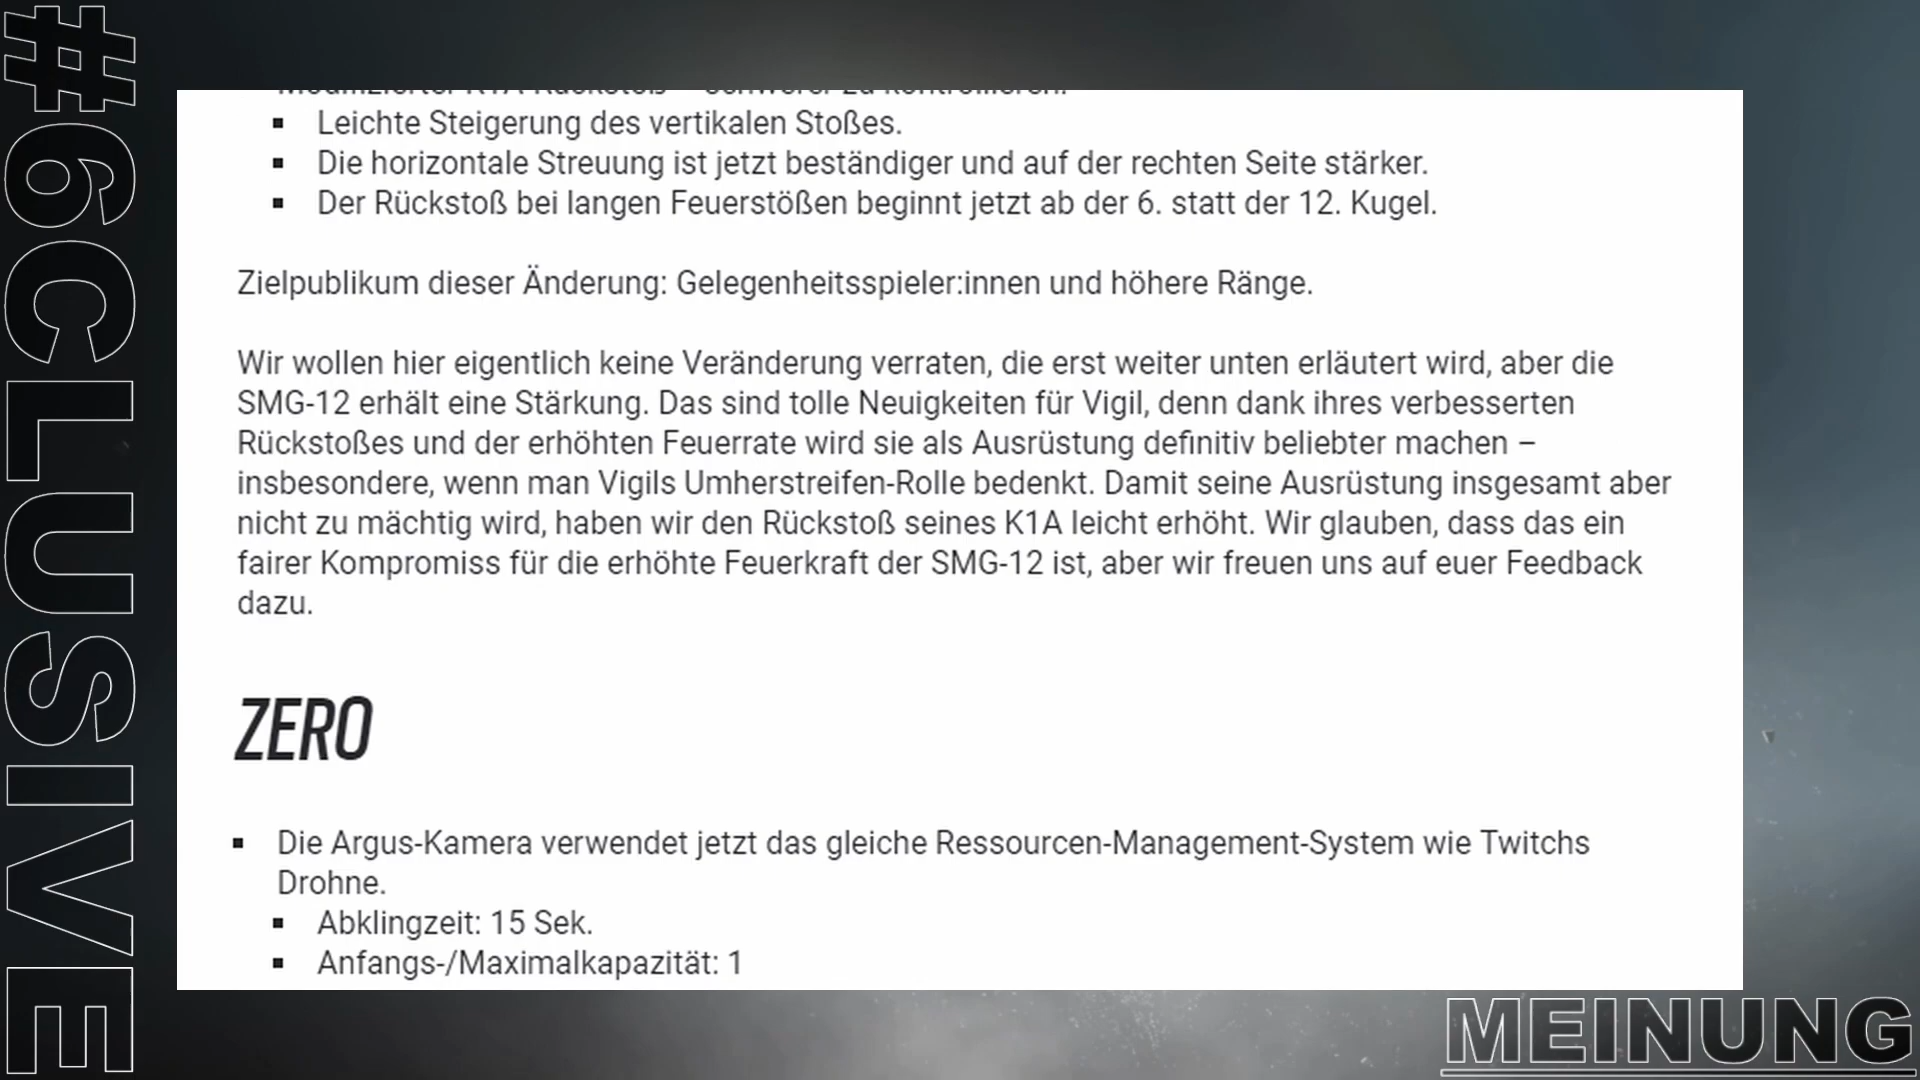 #6CLUSIVE
Modifizierter K1A-Rückstoß – schwerer zu kontrollieren.
▪ Leichte Steigerung des vertikalen Stoßes.
▪ Die horizontale Streuung ist jetzt beständiger und auf der rechten Seite stärker.
▪ Der Rückstoß bei langen Feuerstößen beginnt jetzt ab der 6. statt der 12. Kugel.
Zielpublikum dieser Änderung: Gelegenheitsspieler:innen und höhere Ränge.
Wir wollen hier eigentlich keine Veränderung verraten, die erst weiter unten erläutert wird, aber die
SMG-12 erhält eine Stärkung. Das sind tolle Neuigkeiten für Vigil, denn dank ihres verbesserten
Rückstoßes und der erhöhten Feuerrate wird sie als Ausrüstung definitiv beliebter machen –
insbesondere, wenn man Vigils Umherstreifen-Rolle bedenkt. Damit seine Ausrüstung insgesamt aber
nicht zu mächtig wird, haben wir den Rückstoß seines K1A leicht erhöht. Wir glauben, dass das ein
fairer Kompromiss für die erhöhte Feuerkraft der SMG-12 ist, aber wir freuen uns auf euer Feedback
dazu.
ZERO
▪ Die Argus-Kamera verwendet jetzt das gleiche Ressourcen-Management-System wie Twitchs
Drohne.
▪ Abklingzeit: 15 Sek.
▪ Anfangs-/Maximalkapazität: 1
MEINUNG